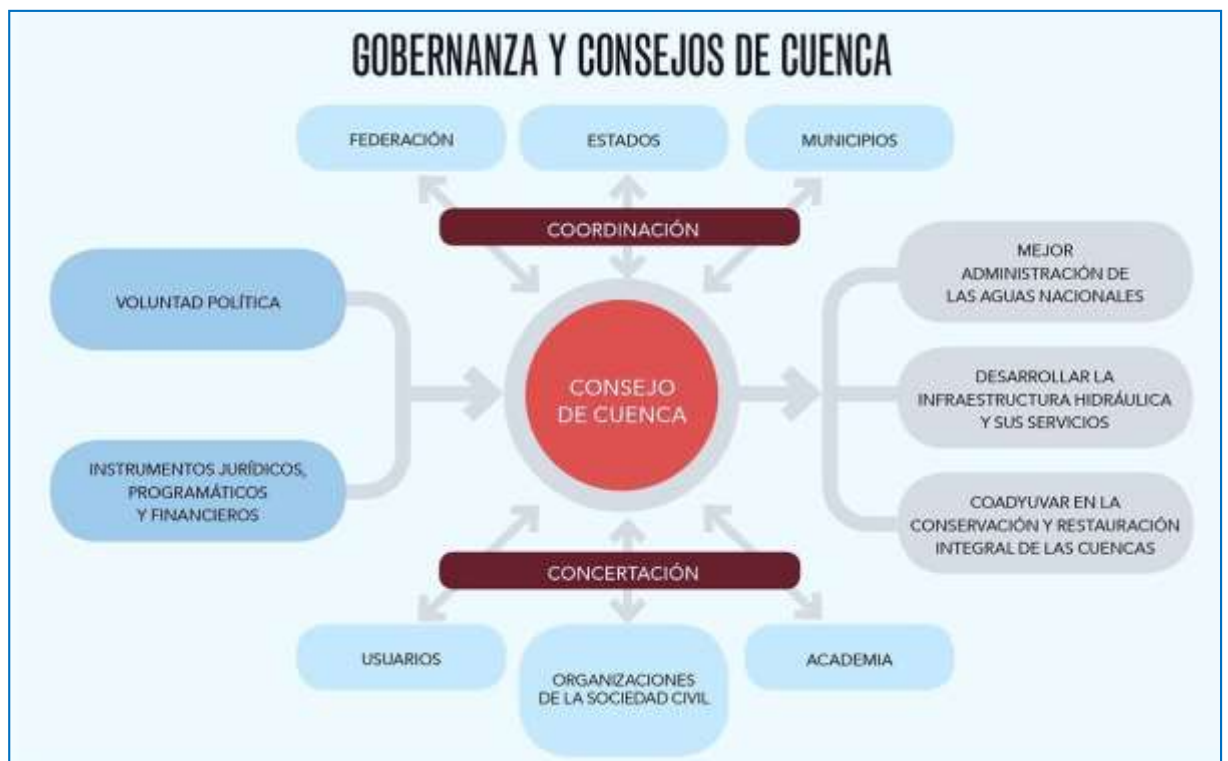 GOBERNANZA Y CONSEJOS DE CUENCA
FEDERACIÓN
ESTADOS
MUNICIPIOS
COORDINACIÓN
VOLUNTAD POLÍTICA
INSTRUMENTOS JURÍDICOS,
PROGRAMÁTICOS
Y FINANCIEROS
CONSEJO
DE CUENCA
MEJOR
ADMINISTRACIÓN DE
LAS AGUAS NACIONALES
DESARROLLAR LA
INFRAESTRUCTURA HIDRÁULICA
Y SUS SERVICIOS
COADYUVAR EN LA
CONSERVACIÓN Y RESTAURACIÓN
INTEGRAL DE LAS CUENCAS
CONCERTACIÓN
USUARIOS
ORGANIZACIONES
DE LA SOCIEDAD CIVIL
ACADEMIA